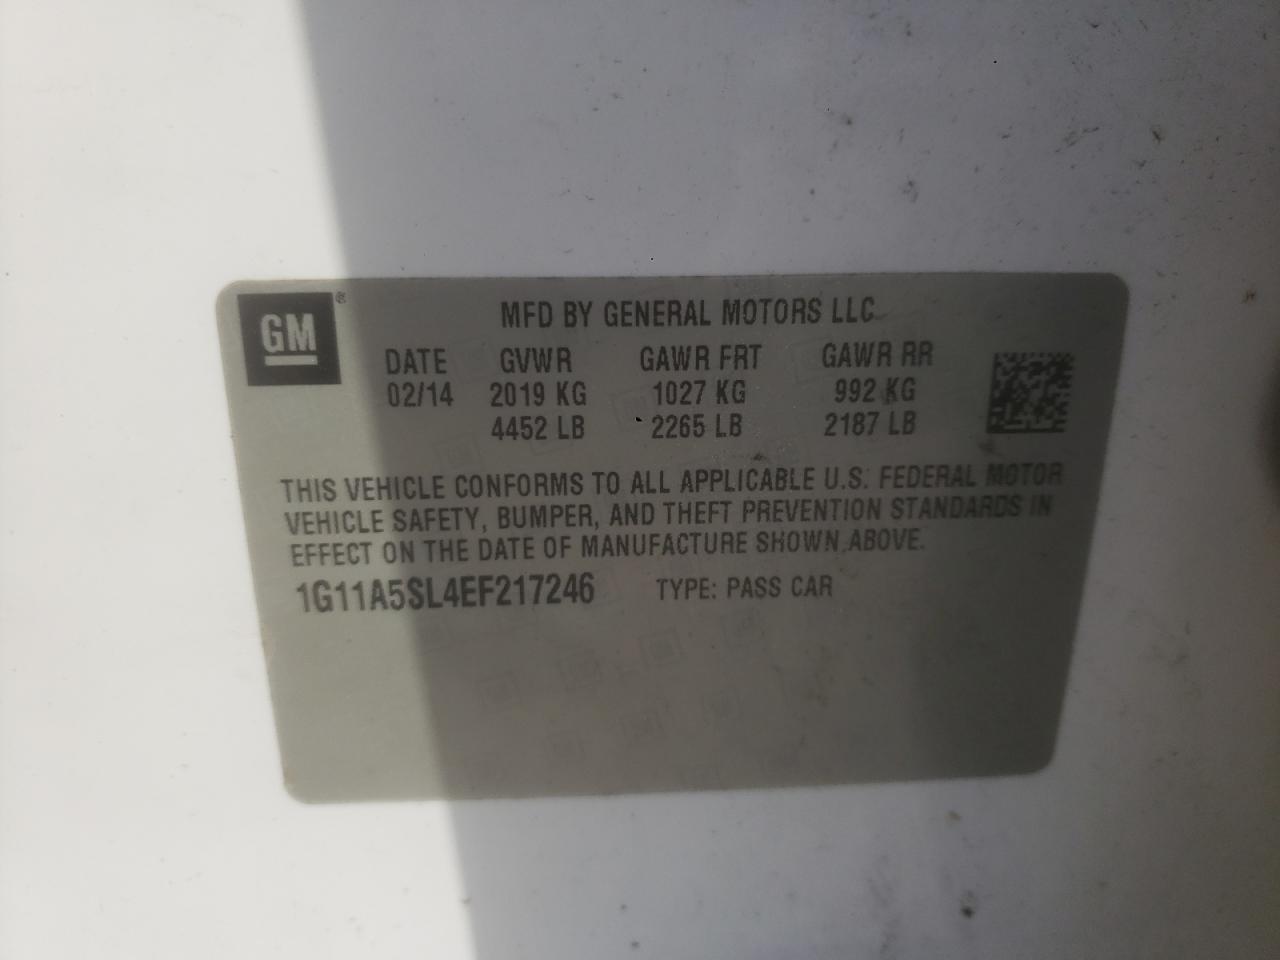 GM ®
MFD BY GENERAL MOTORS LLC
DATE GVWR GAWR FRT GAWR RR
02/14 2019 KG 1027 KG 992 KG
4452 LB 2265 LB 2187 LB
THIS VEHICLE CONFORMS TO ALL APPLICABLE U.S. FEDERAL MOTOR
VEHICLE SAFETY, BUMPER, AND THEFT PREVENTION STANDARDS IN
EFFECT ON THE DATE OF MANUFACTURE SHOWN ABOVE.
1G11A5SL4EF217246 TYPE: PASS CAR